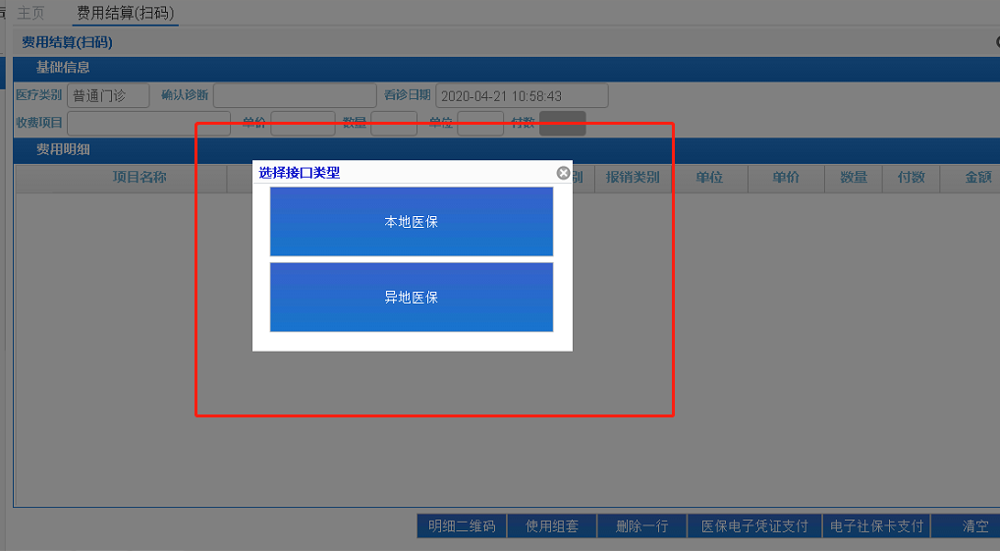 主页 费用结算(扫码)
费用结算(扫码)
基础信息
医疗类别 普通门诊 确认诊断 看诊日期 2020-04-21 10:58:43
收费项目 单价 数量 单位 付数
费用明细
项目名称 别 报销类别 单位 单价 数量 付数 金额
选择接口类型
本地医保
异地医保
明细二维码 使用组套 删除一行 医保电子凭证支付 电子社保卡支付 清空